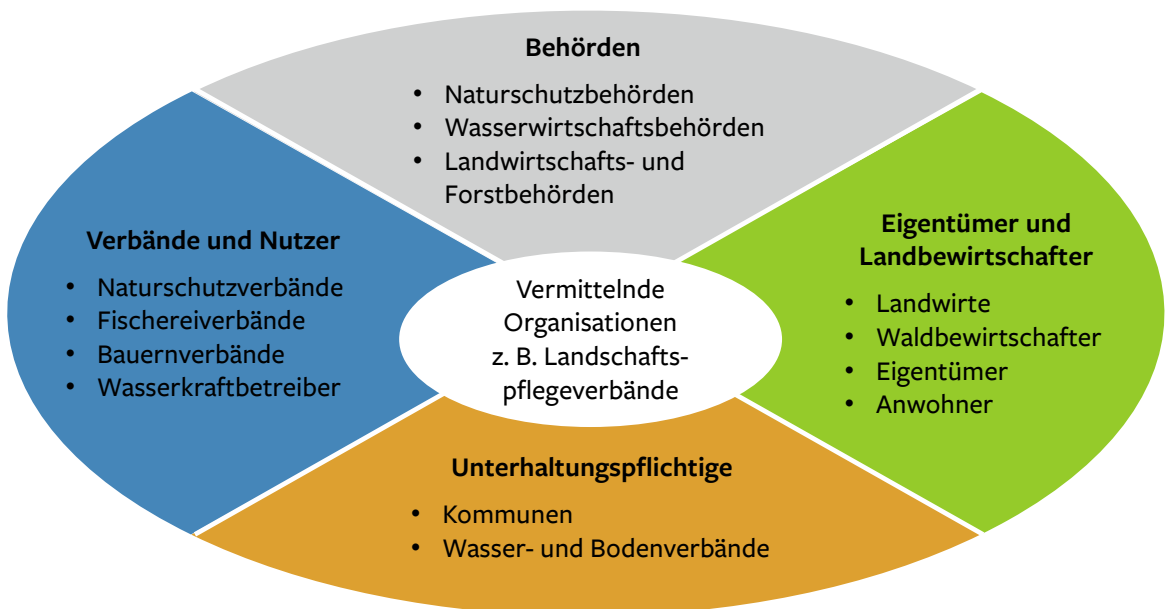 Behörden
• Naturschutzbehörden
• Wasserwirtschaftsbehörden
• Landwirtschafts- und
Forstbehörden
Verbände und Nutzer
• Naturschutzverbände
• Fischereiverbände
• Bauernverbände
• Wasserkraftbetreiber
Vermittelnde
Organisationen
z. B. Landschafts-
pflegeverbände
Eigentümer und
Landbewirtschafter
• Landwirte
• Waldbewirtschafter
• Eigentümer
• Anwohner
Unterhaltungspflichtige
• Kommunen
• Wasser- und Bodenverbände